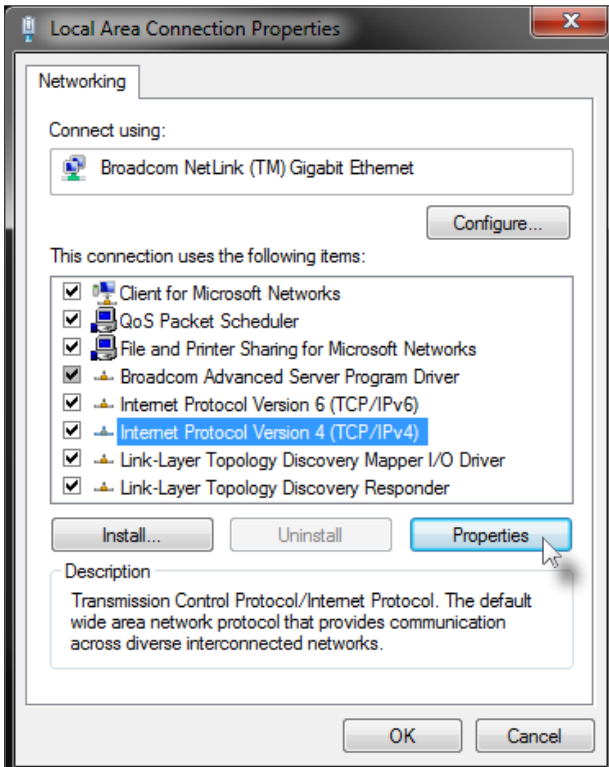 Local Area Connection Properties
Networking
Connect using:
Broadcom NetLink (TM) Gigabit Ethernet
Configure...
This connection uses the following items:
Client for Microsoft Networks
QoS Packet Scheduler
File and Printer Sharing for Microsoft Networks
Broadcom Advanced Server Program Driver
Internet Protocol Version 6 (TCP/IPv6)
Internet Protocol Version 4 (TCP/IPv4)
Link-Layer Topology Discovery Mapper I/O Driver
Link-Layer Topology Discovery Responder
Install... Uninstall Properties
Description
Transmission Control Protocol/Internet Protocol. The default
wide area network protocol that provides communication
across diverse interconnected networks.
OK Cancel